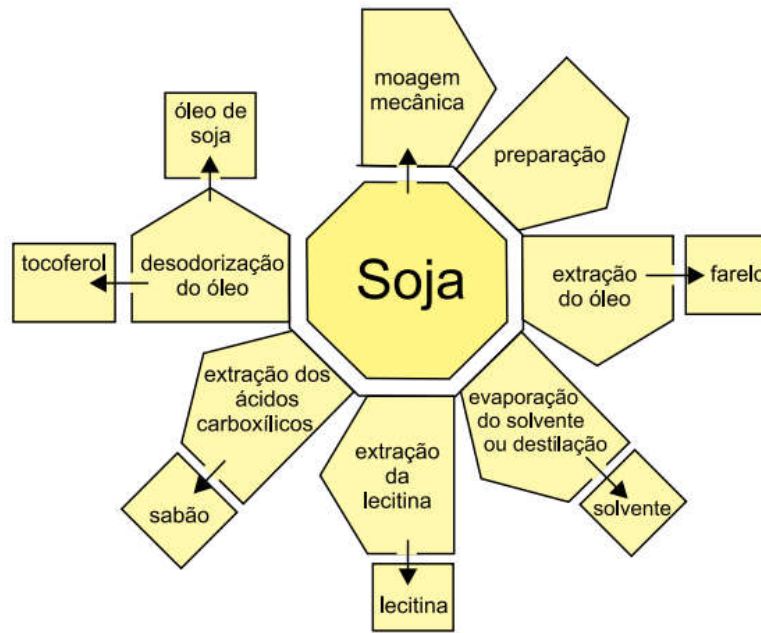 moagem
mecânica
preparação
extração
do óleo
farelo
evaporação
do solvente
ou destilação
solvente
extração
da
lecitina
lecitina
extração dos
ácidos
carboxílicos
sabão
desodorização
do óleo
tocoferol
óleo de
soja
Soja